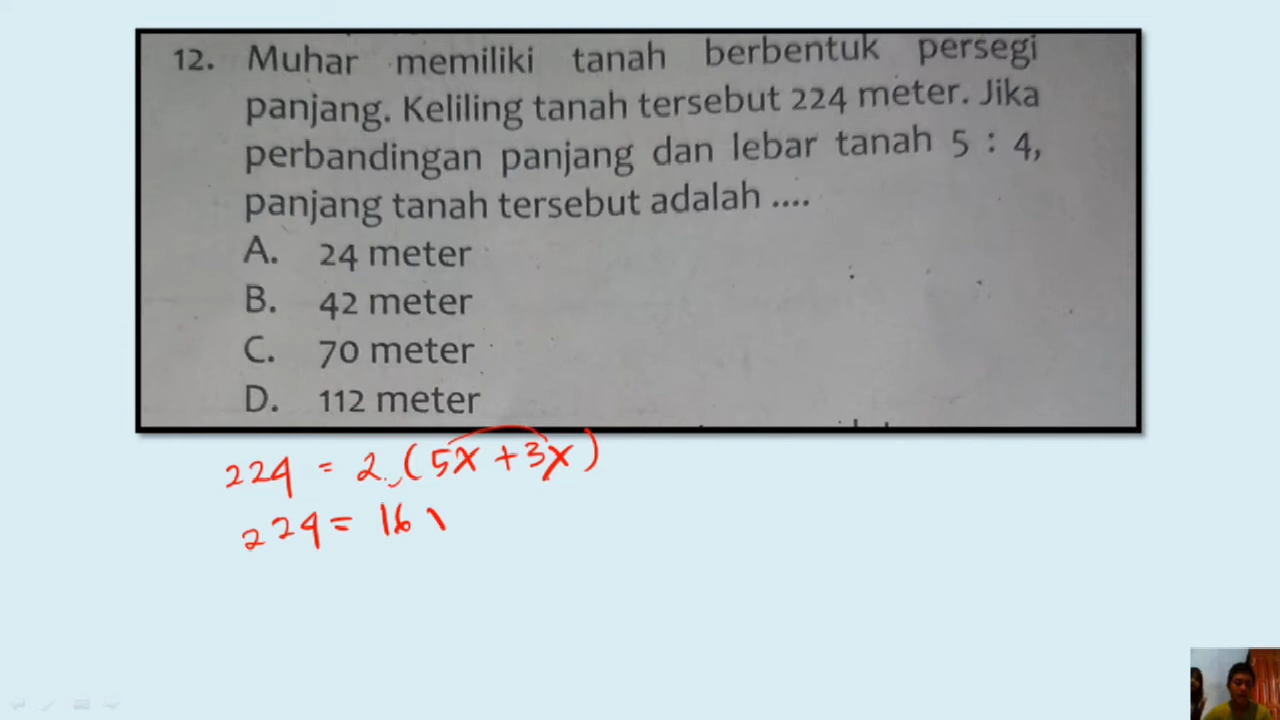 12. Muhar memiliki tanah berbentuk persegi
panjang. Keliling tanah tersebut 224 meter. Jika
perbandingan panjang dan lebar tanah 5 : 4,
panjang tanah tersebut adalah ....
A. 24 meter
B. 42 meter
C. 70 meter
D. 112 meter
224 = 2.(5x+3x)
224 = 16